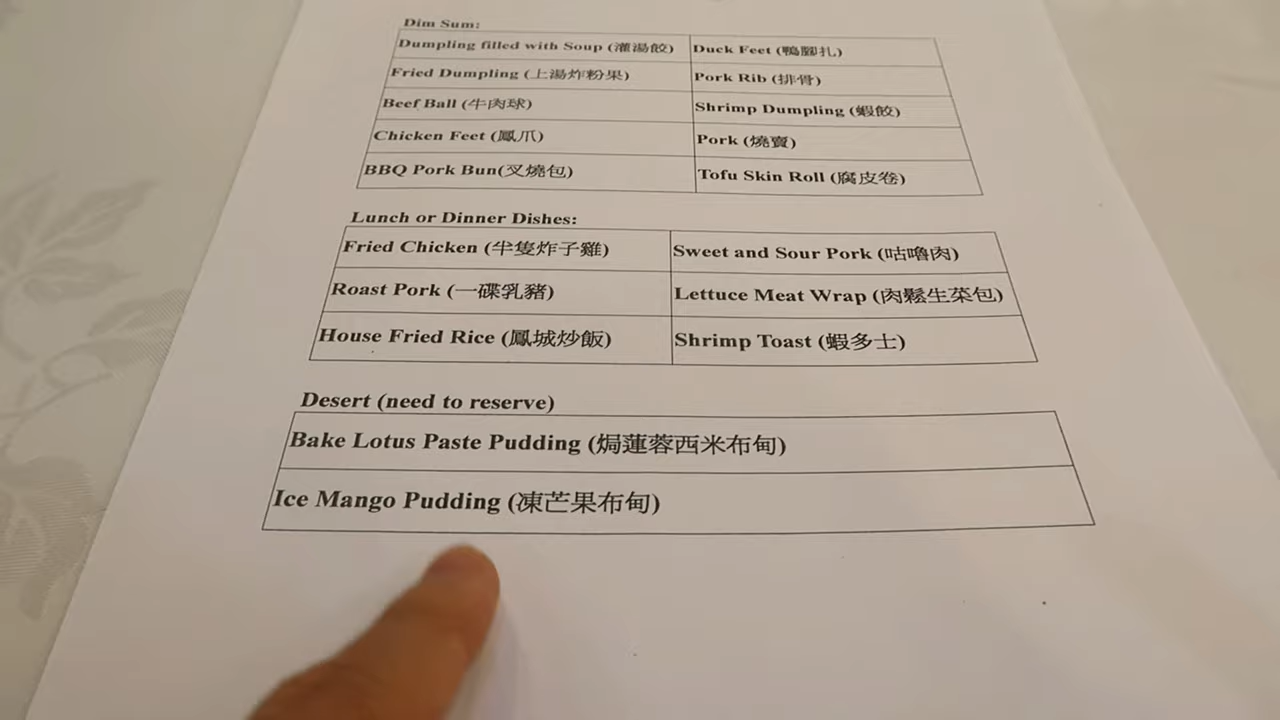 Dim Sum:
Dumpling filled with Soup (灌湯餃) Duck Feet (鴨腳扎)
Fried Dumpling (上湯炸粉果) Pork Rib (排骨)
Beef Ball (牛肉球) Shrimp Dumpling (蝦餃)
Chicken Feet (鳳爪) Pork (燒賣)
BBQ Pork Bun(叉燒包) Tofu Skin Roll (腐皮卷)
Lunch or Dinner Dishes:
Fried Chicken (半隻炸子雞) Sweet and Sour Pork (咕嚕肉)
Roast Pork (一碟乳豬) Lettuce Meat Wrap (肉鬆生菜包)
House Fried Rice (鳳城炒飯) Shrimp Toast (蝦多士)
Desert (need to reserve)
Bake Lotus Paste Pudding (焗蓮蓉西米布甸)
Ice Mango Pudding (凍芒果布甸)